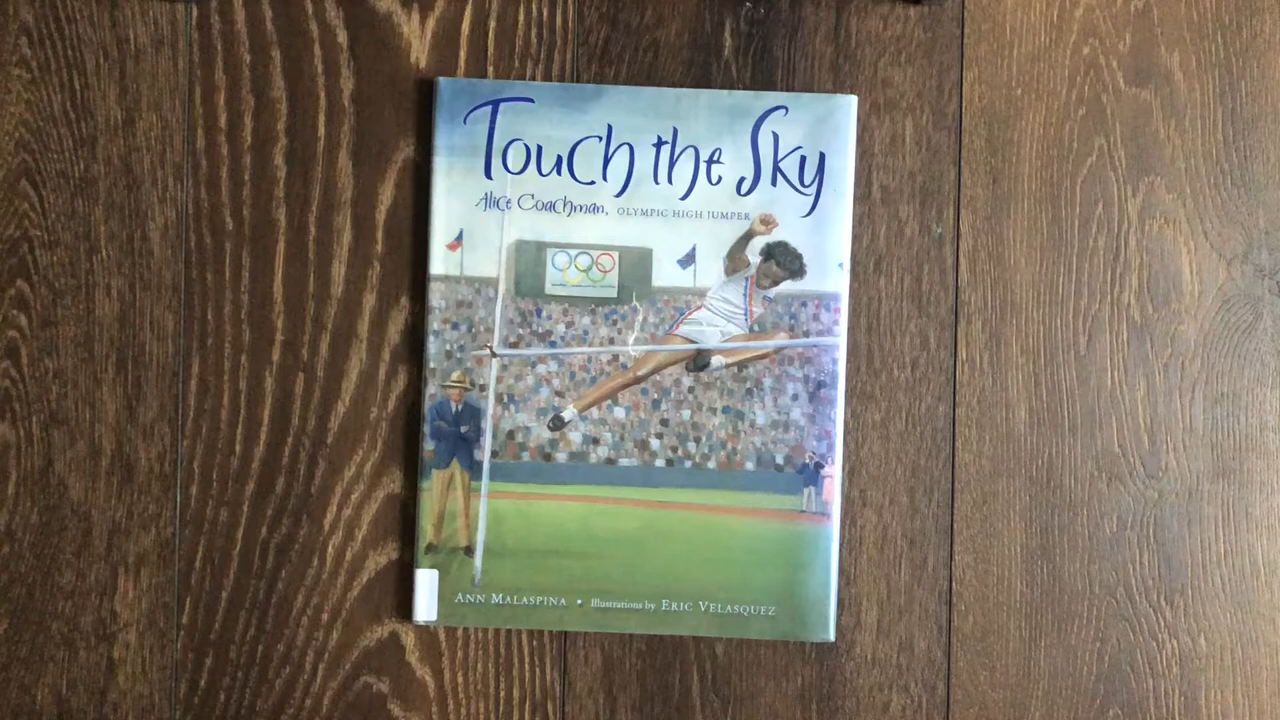 Touch the Sky
Alice Coachman, OLYMPIC HIGH JUMPER
ANN MALASPINA • Illustrations by ERIC VELASQUEZ